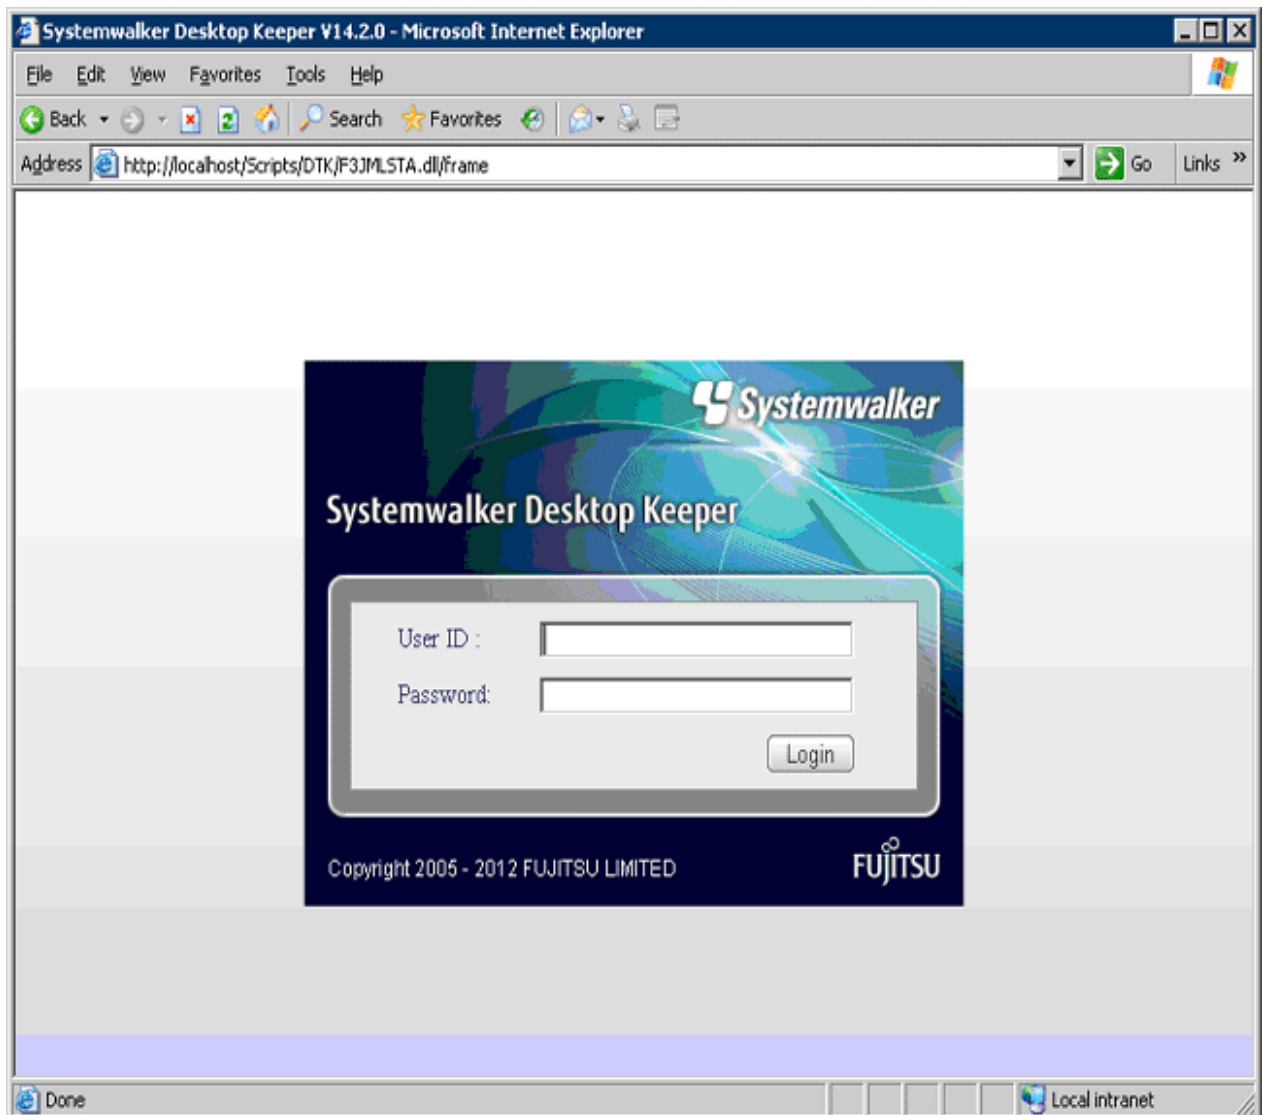 Systemwalker Desktop Keeper V14.2.0 - Microsoft Internet Explorer
File Edit View Favorites Tools Help
Back Search Favorites
Address http://localhost/Scripts/DTK/F3JMLSTA.dll/frame Go Links »
Systemwalker
Systemwalker Desktop Keeper
User ID :
Password:
Login
Copyright 2005 - 2012 FUJITSU LIMITED FUJITSU
Done Local intranet